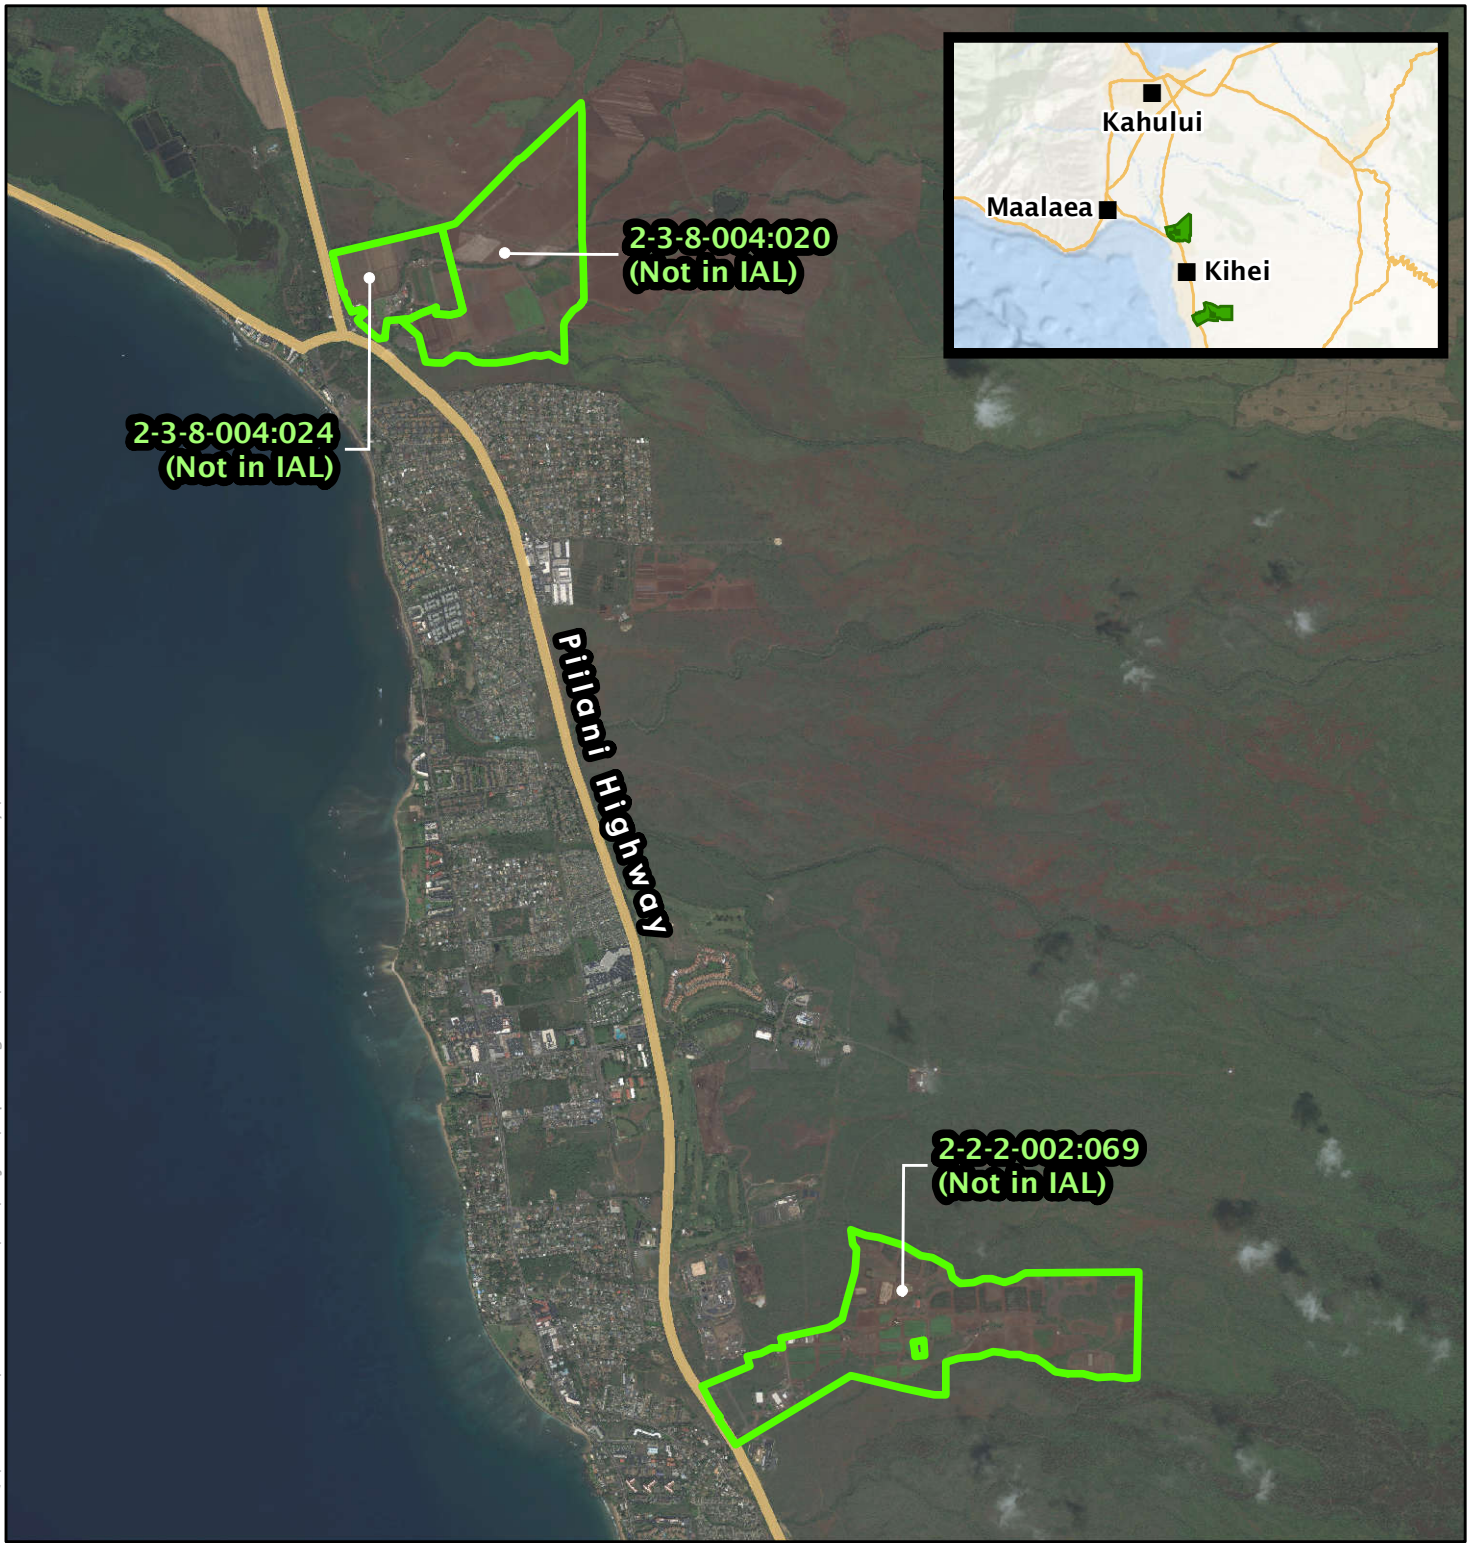 Kahului
Maalaea
Kihei
2-3-8-004:020
(Not in IAL)
2-3-8-004:024
(Not in IAL)
Piilani Highway
2-2-2-002:069
(Not in IAL)